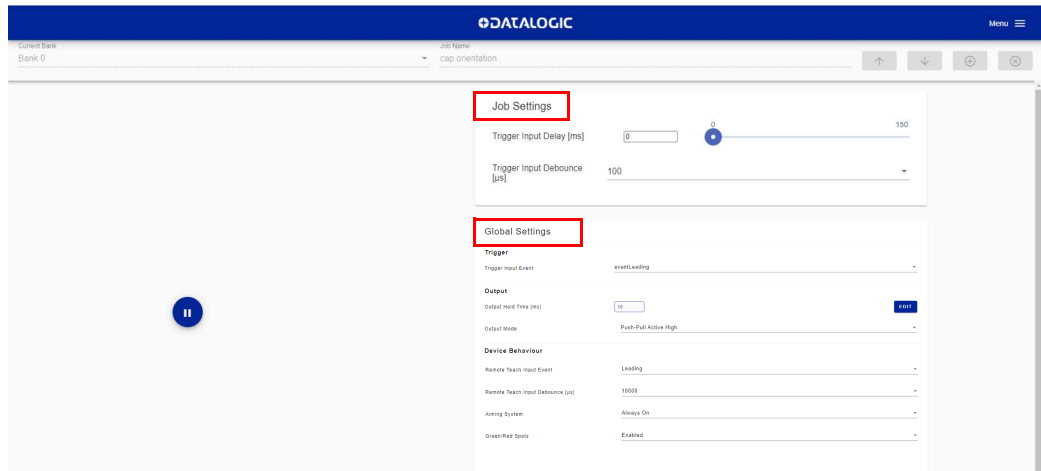 DATALOGIC
Menu
Current Bank
Bank 0
Job Name
cap orientation
Job Settings
Trigger Input Delay [ms]
0
0
150
Trigger Input Debounce
[µs]
100
Global Settings
Trigger
Trigger Input Event
eventLeading
Output
Output Hold Time [ms]
10
EDIT
Output Mode
Push-Pull Active High
Device Behaviour
Remote Teach Input Event
Leading
Remote Teach Input Debounce [µs]
10000
Aiming System
Always On
Green/Red Spots
Enabled